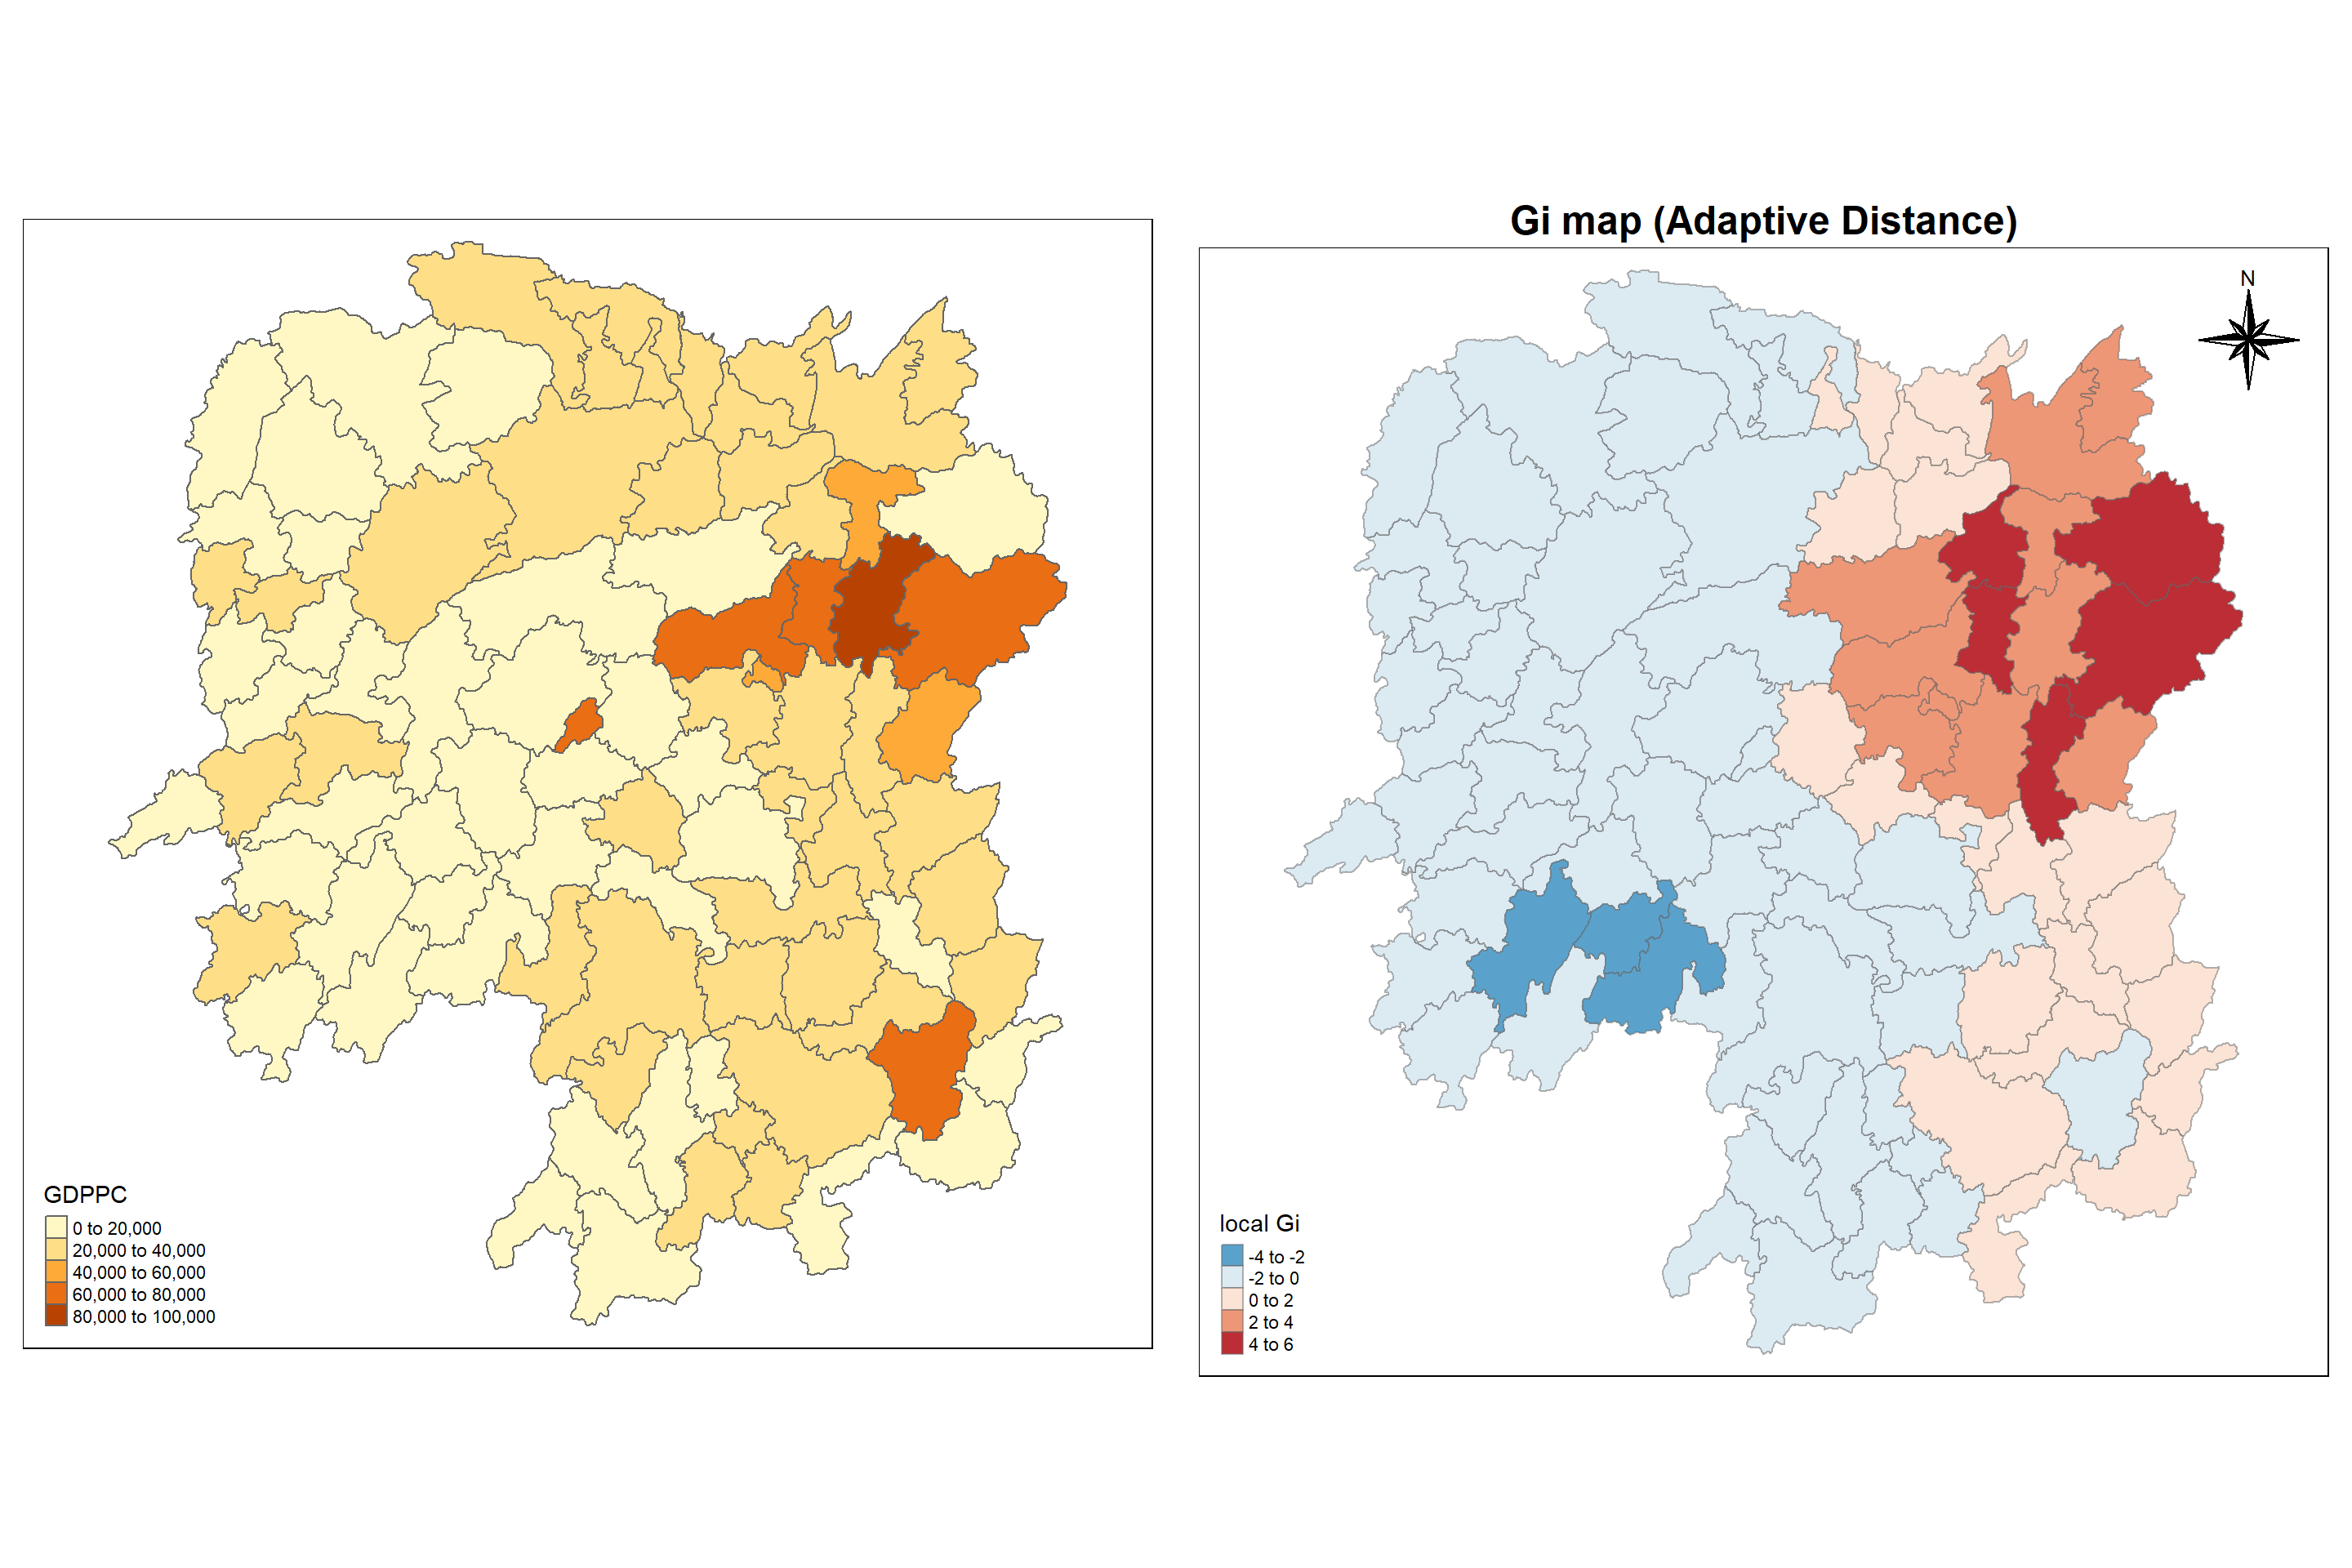 GDPPC
0 to 20,000
20,000 to 40,000
40,000 to 60,000
60,000 to 80,000
80,000 to 100,000
Gi map (Adaptive Distance)
N
local Gi
-4 to -2
-2 to 0
0 to 2
2 to 4
4 to 6